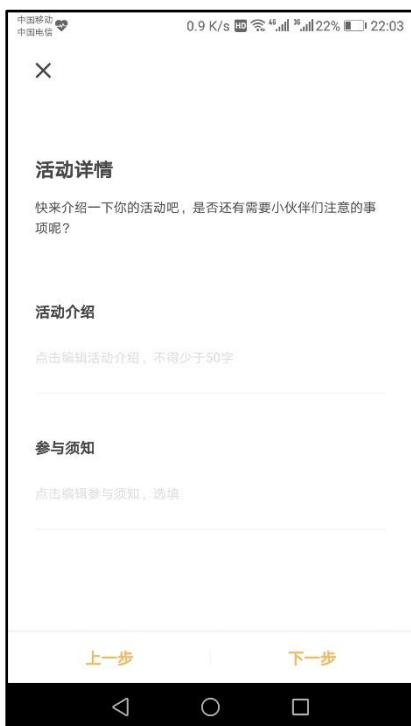 中国移动
中国电信
0.9 K/s HD 4G 3G 22% 22:03
活动详情
快来介绍一下你的活动吧，是否还有需要小伙伴们注意的事
项呢？
活动介绍
点击编辑活动介绍，不得少于50字
参与须知
点击编辑参与须知，选填
上一步
下一步